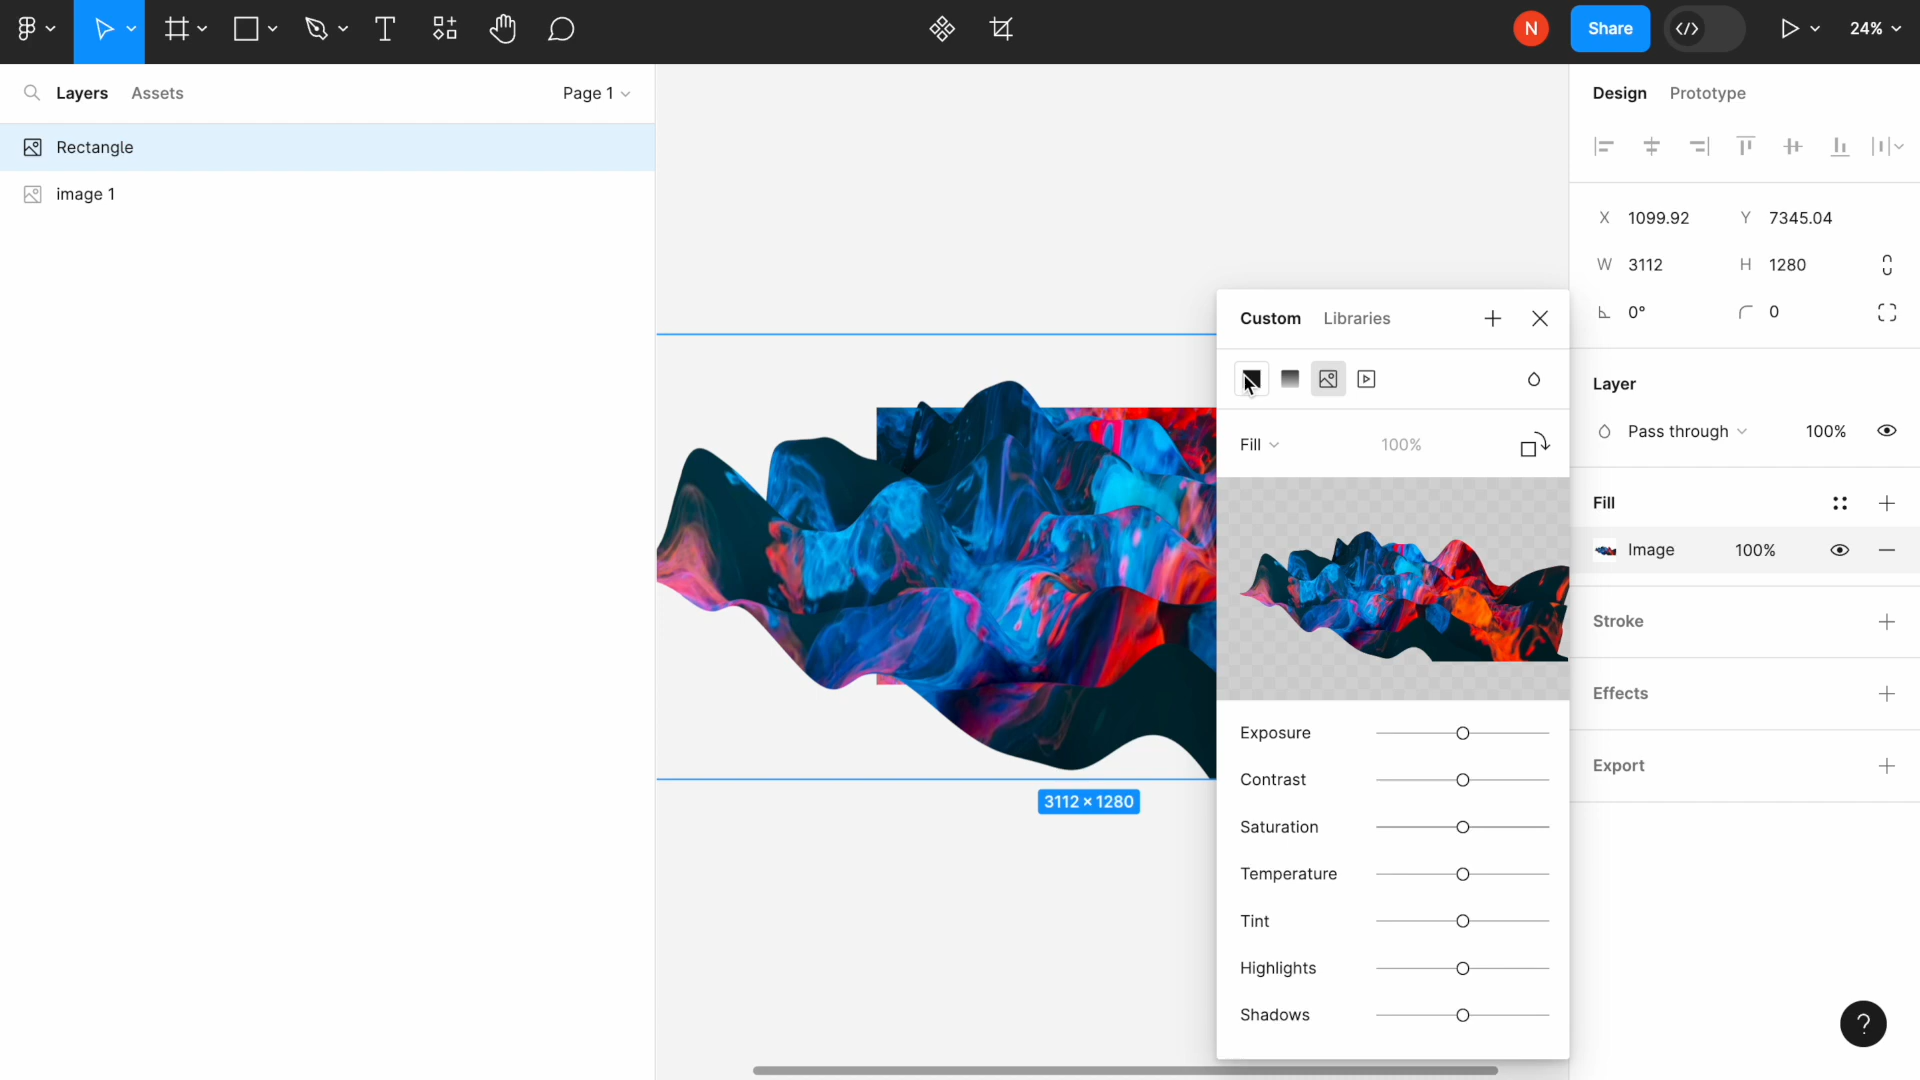 N
Share
24%
Layers
Assets
Page 1
Rectangle
image 1
3112 × 1280
Custom
Libraries
Fill
100%
Exposure
Contrast
Saturation
Temperature
Tint
Highlights
Shadows
Design
Prototype
X 1099.92 Y 7345.04
W 3112 H 1280
0° 0
Layer
Pass through 100%
Fill
Image 100%
Stroke
Effects
Export
?